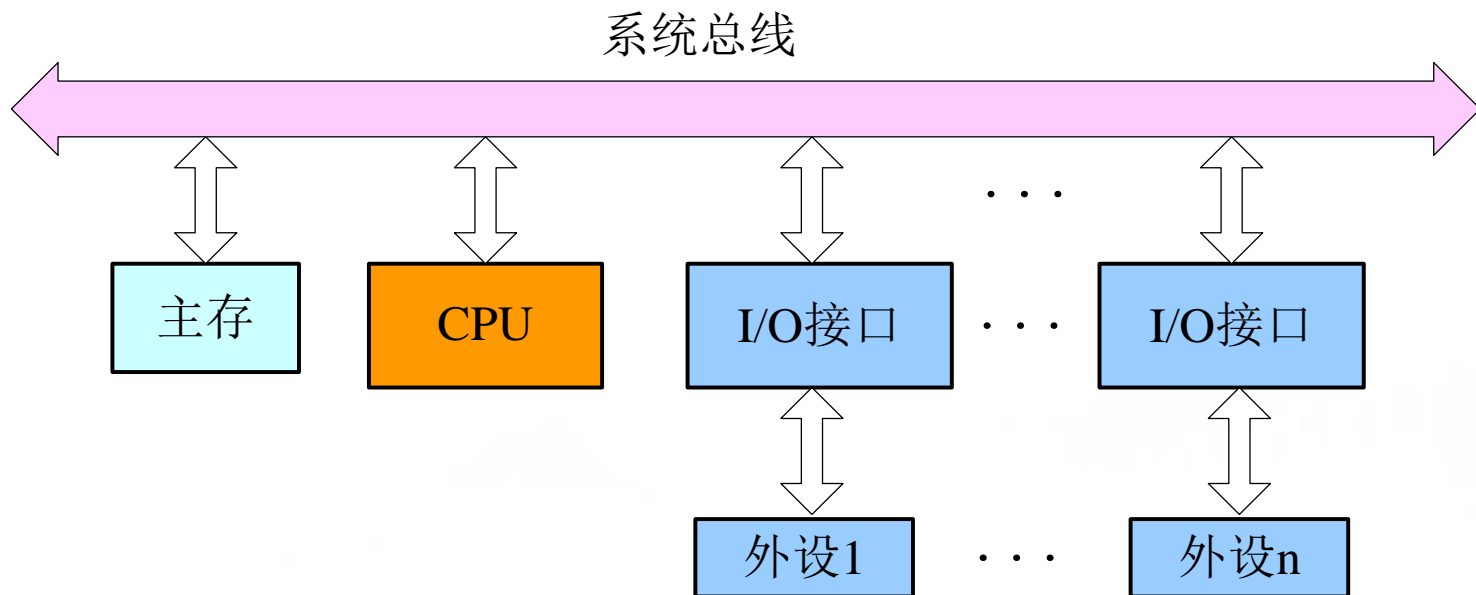 系统总线
· · ·
主存 CPU I/O接口 · · · I/O接口
外设1 · · · 外设n